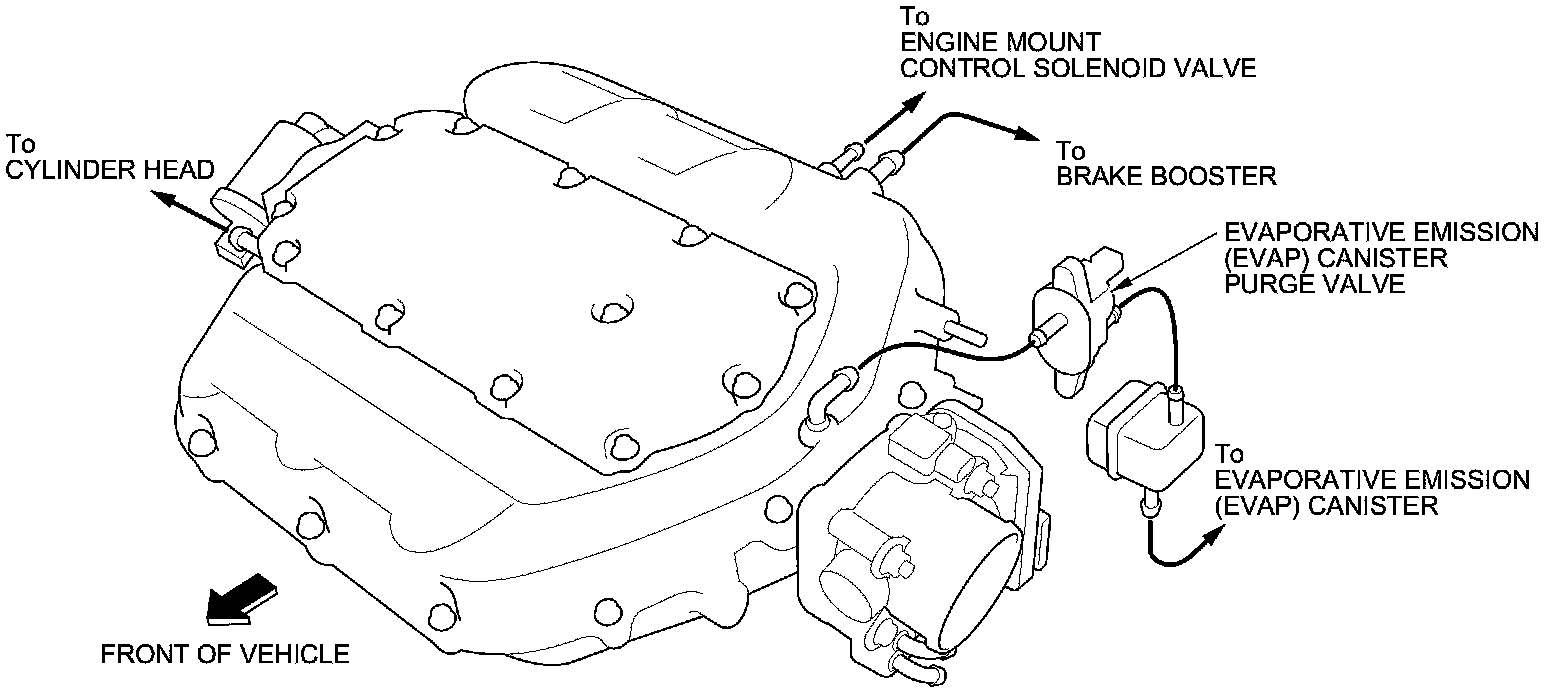 To
ENGINE MOUNT
CONTROL SOLENOID VALVE
To
CYLINDER HEAD
To
BRAKE BOOSTER
EVAPORATIVE EMISSION
(EVAP) CANISTER
PURGE VALVE
To
EVAPORATIVE EMISSION
(EVAP) CANISTER
FRONT OF VEHICLE